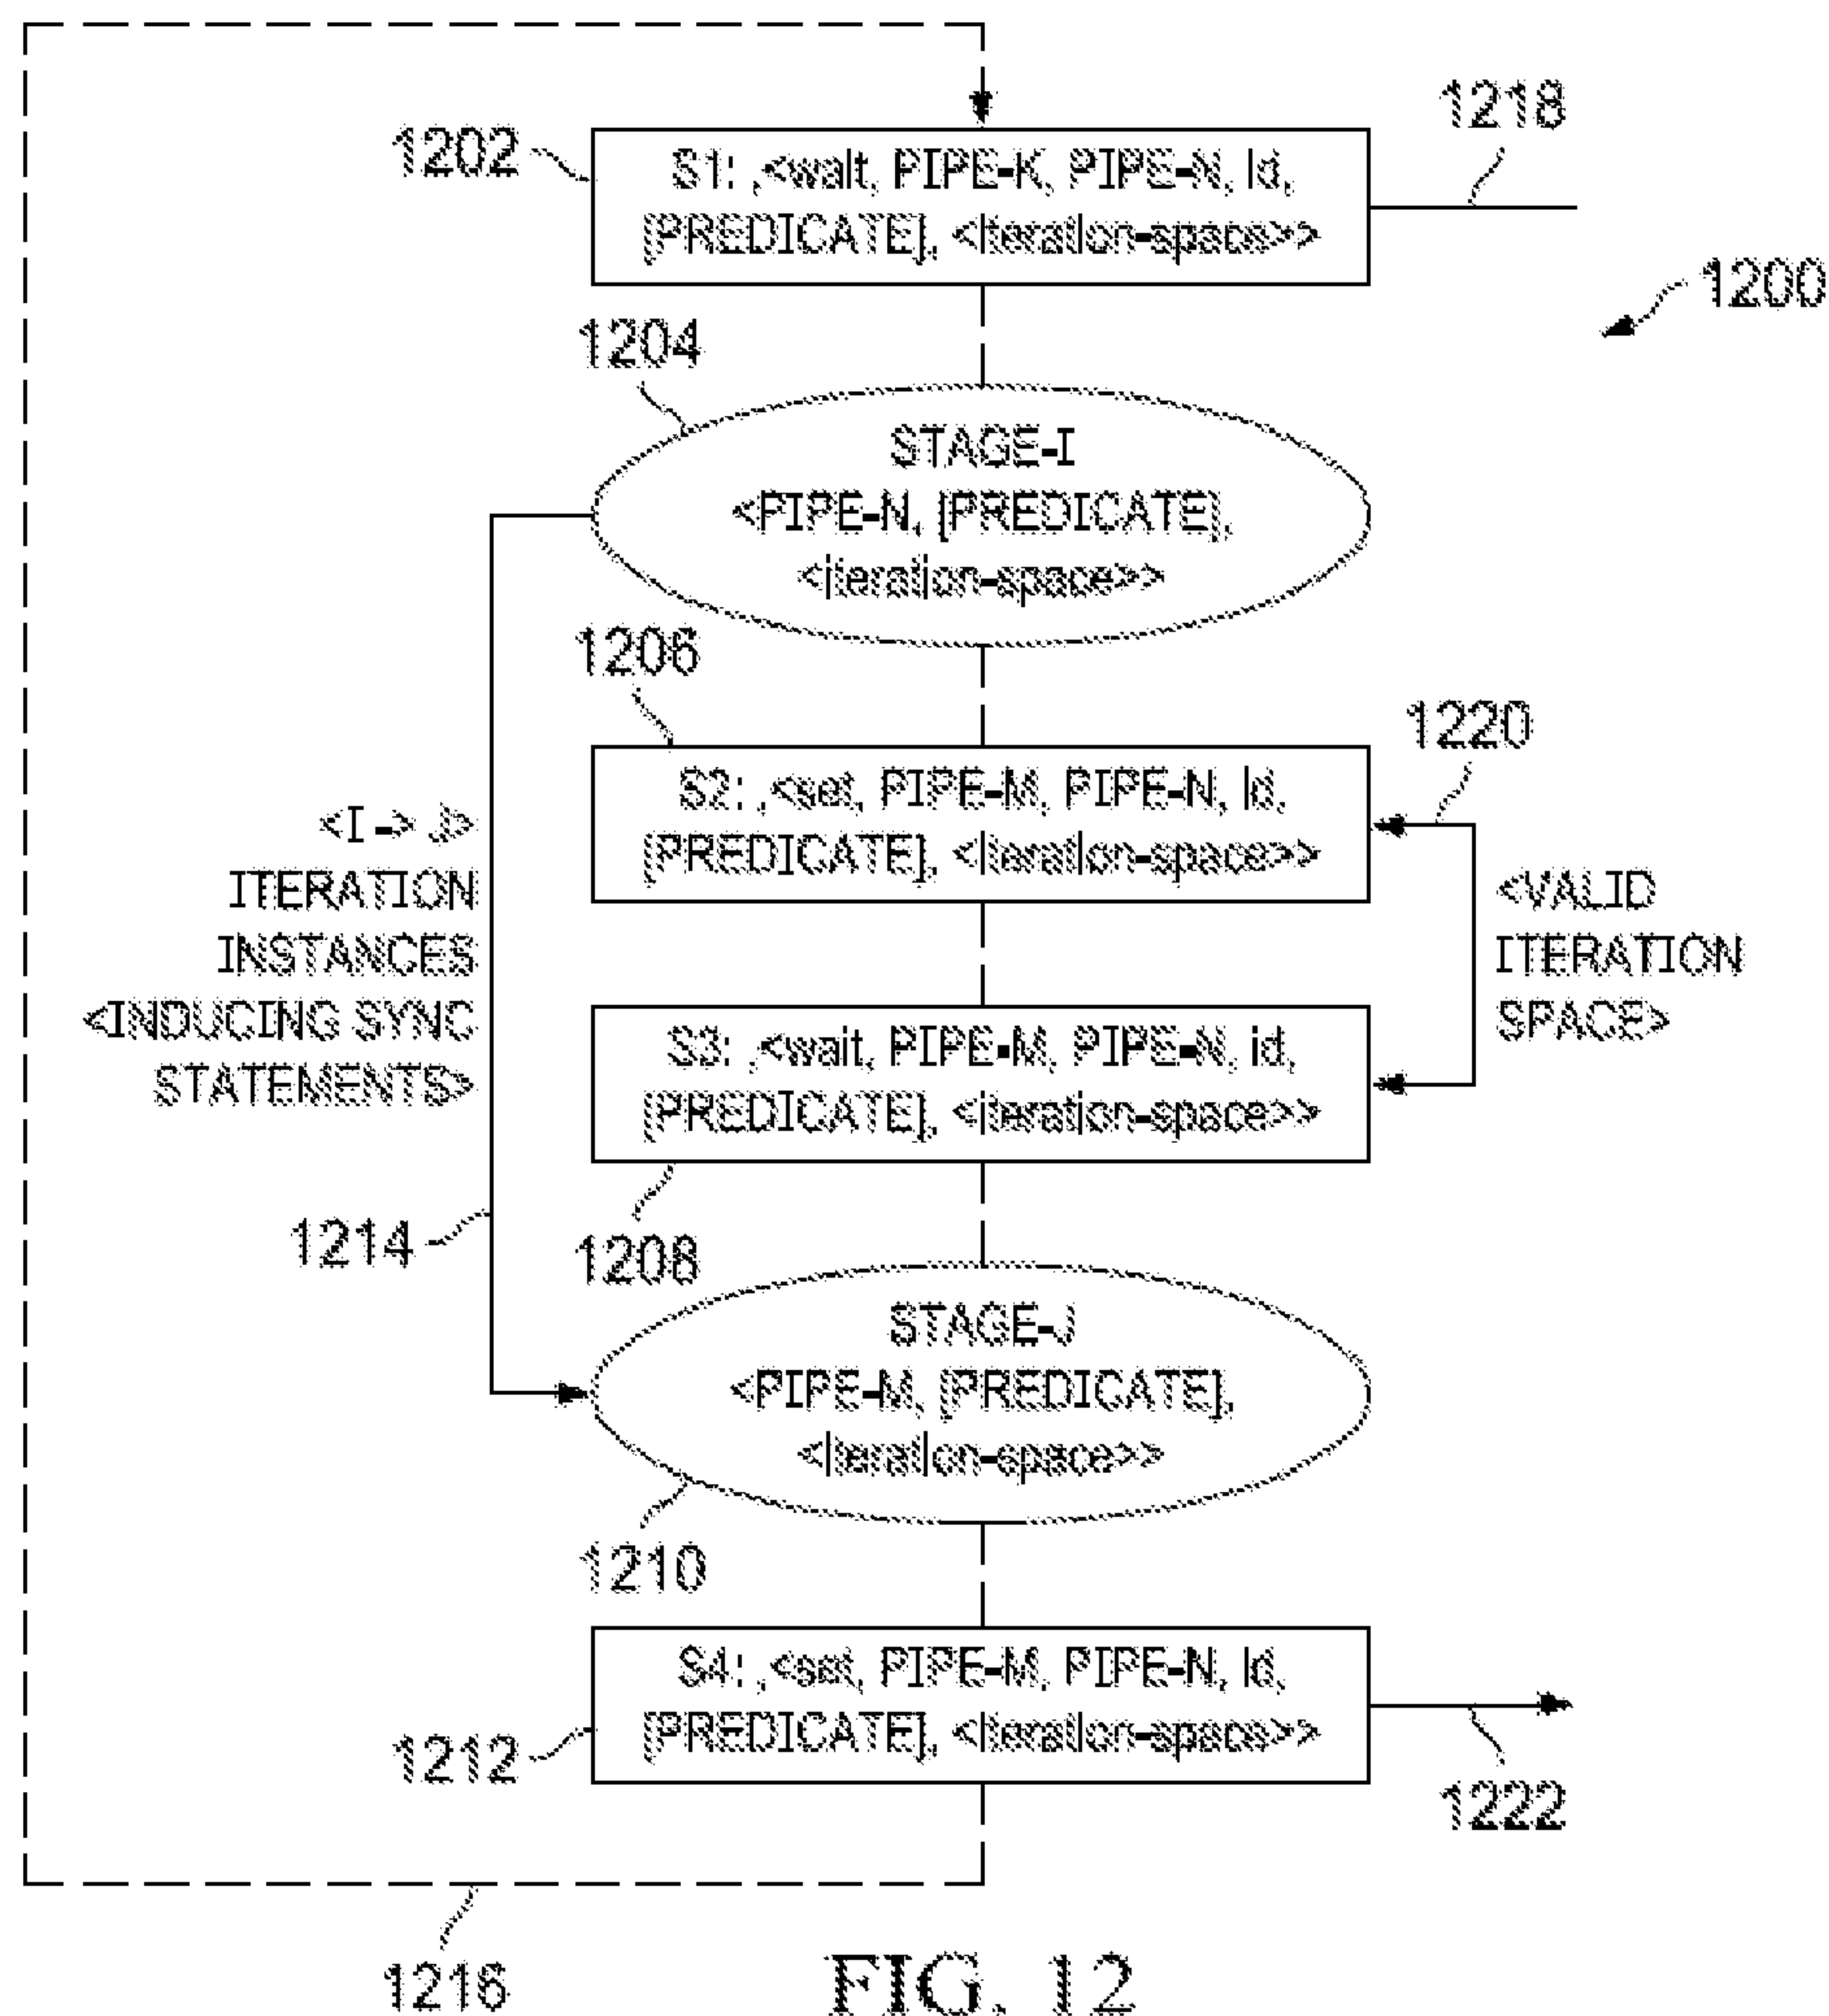 1218
1202
S1: ,<wait, PIPE-K, PIPE-N, id,
[PREDICATE], <iteration-space>>
1200
1204
STAGE-I
<PIPE-N, [PREDICATE],
<iteration-space>>
1206
1220
S2: ,<set, PIPE-M, PIPE-N, id,
[PREDICATE], <iteration-space>>
<I -> J>
ITERATION
INSTANCES
<INDUCING SYNC
STATEMENTS>
<VALID
ITERATION
SPACE>
S3: ,<wait, PIPE-M, PIPE-N, id,
[PREDICATE], <iteration-space>>
1214
1208
STAGE-J
<PIPE-M, [PREDICATE],
<iteration-space>>
1210
S4: ,<set, PIPE-M, PIPE-N, id,
[PREDICATE], <iteration-space>>
1212
1222
1216
FIG. 12